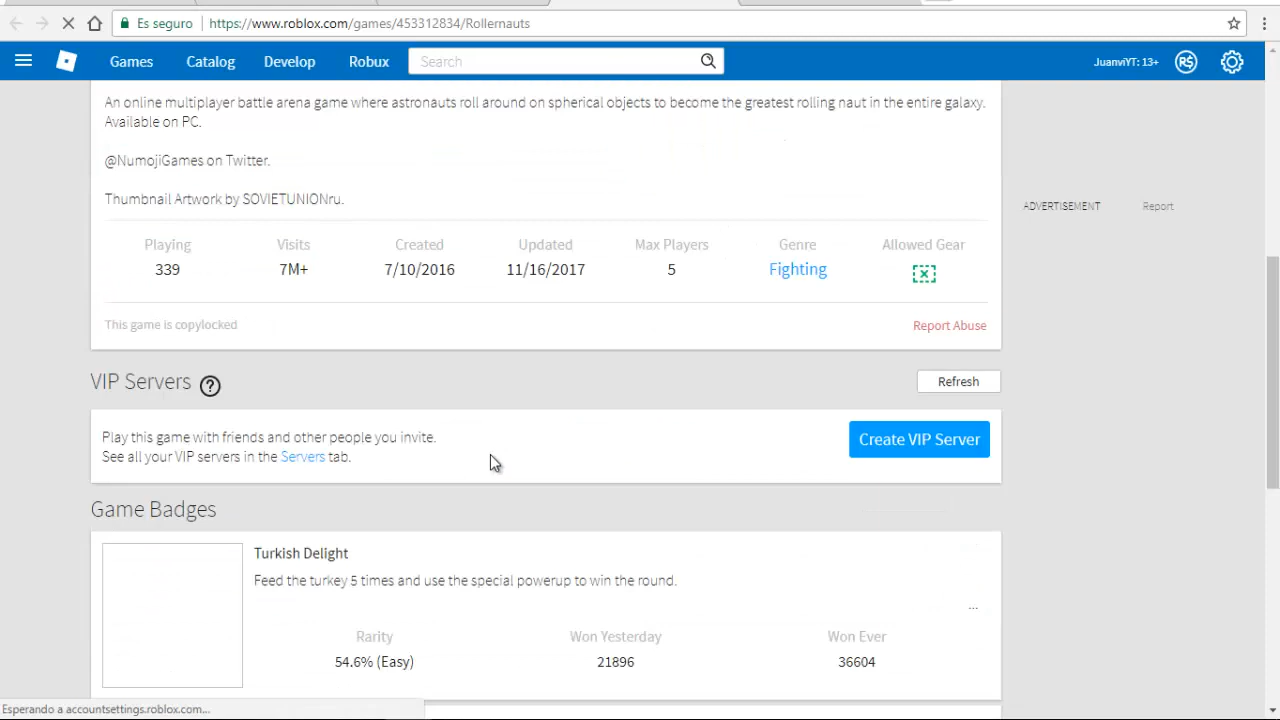 Es seguro https://www.roblox.com/games/453312834/Rollernauts
Games Catalog Develop Robux Search JuanviYT: 13+ R$
An online multiplayer battle arena game where astronauts roll around on spherical objects to become the greatest rolling naut in the entire galaxy.
Available on PC.
@NumojiGames on Twitter.
Thumbnail Artwork by SOVIETUNIONru.
ADVERTISEMENT Report
Playing Visits Created Updated Max Players Genre Allowed Gear
339 7M+ 7/10/2016 11/16/2017 5 Fighting
This game is copylocked Report Abuse
VIP Servers ? Refresh
Play this game with friends and other people you invite.
See all your VIP servers in the Servers tab.
Create VIP Server
Game Badges
Turkish Delight
Feed the turkey 5 times and use the special powerup to win the round.
...
Rarity Won Yesterday Won Ever
54.6% (Easy) 21896 36604
Esperando a accountsettings.roblox.com...